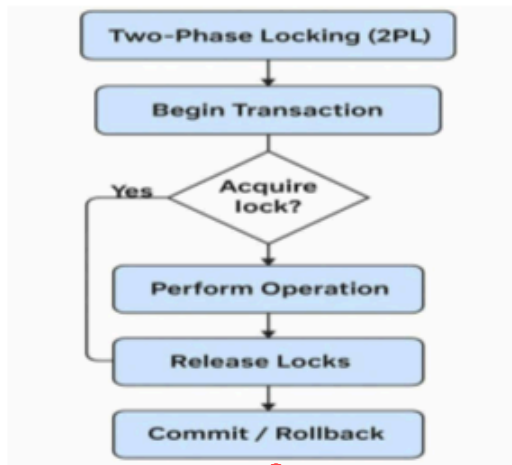 Two-Phase Locking (2PL)
Begin Transaction
Yes
Acquire
lock?
Perform Operation
Release Locks
Commit / Rollback